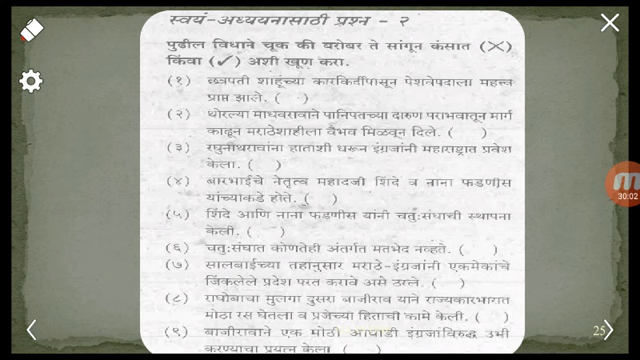 स्वयं-अध्ययनासाठी प्रश्न - २
पुढील विधाने चूक की बरोबर ते सांगून कंसात (✕)
किंवा (✓) अशी खूण करा.
(१) छत्रपती शाहूंच्या कारकिर्दीपासून पेशवेपदाला महत्त्व
प्राप्त झाले. ( )
(२) थोरल्या माधवरावाने पानिपतच्या दारुण पराभवातून मार्ग
काढून मराठेशाहीला वैभव मिळवून दिले. ( )
(३) रघुनाथरावांना हाताशी धरून इंग्रजांनी महाराष्ट्रात प्रवेश
केला. ( )
(४) बारभाईचे नेतृत्व महादजी शिंदे व नाना फडणीस
यांच्याकडे होते. ( )
(५) शिंदे आणि नाना फडणीस यांनी चतुःसंघाची स्थापना
केली. ( )
(६) चतुःसंघात कोणतेही अंतर्गत मतभेद नव्हते. ( )
(७) सालबाईच्या तहानुसार मराठे-इंग्रजांनी एकमेकांचे
जिंकलेले प्रदेश परत करावे असे ठरले. ( )
(८) राघोबाचा मुलगा दुसरा बाजीराव याने राज्यकारभारात
मोठा रस घेतला व प्रजेच्या हिताची कामे केली. ( )
(९) बाजीरावाने एक मोठी आघाडी इंग्रजांविरुद्ध उभी
करण्याचा प्रयत्न केला ( )
30:02
25